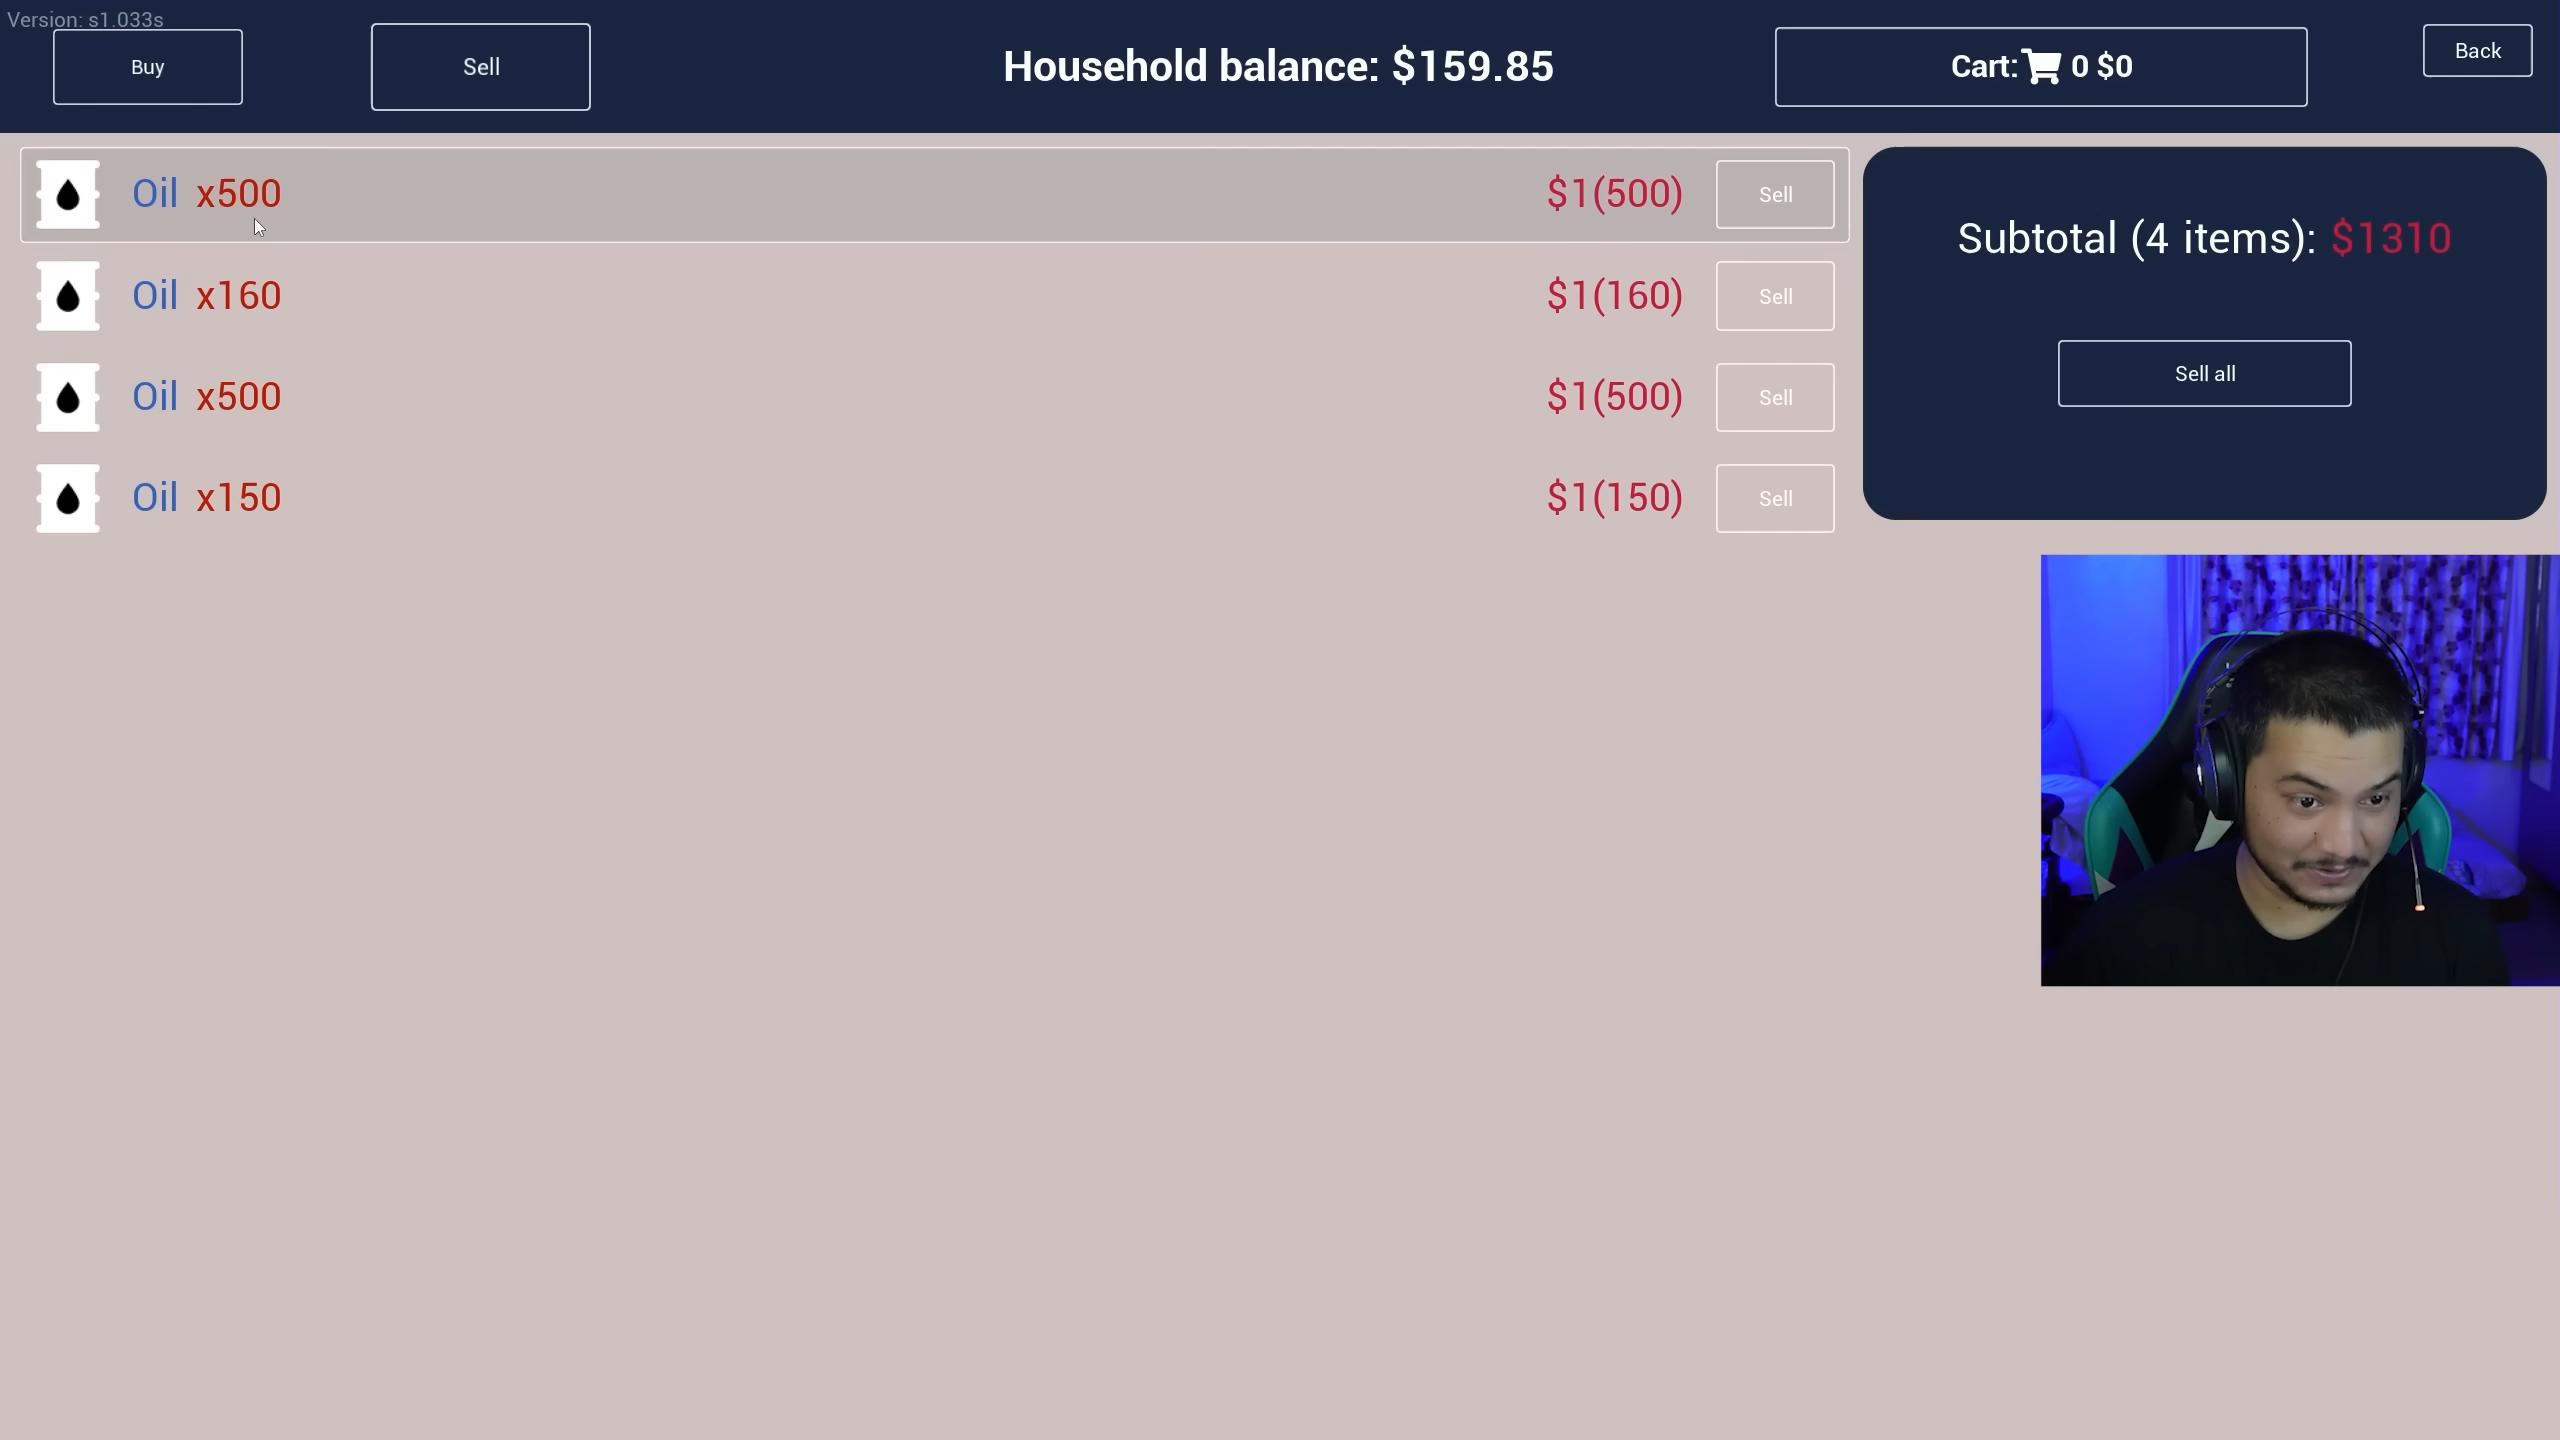 Version: s1.033s
Buy
Sell
Household balance: $159.85
Cart: 0 $0
Back
Oil x500 $1(500) Sell
Oil x160 $1(160) Sell
Oil x500 $1(500) Sell
Oil x150 $1(150) Sell
Subtotal (4 items): $1310
Sell all